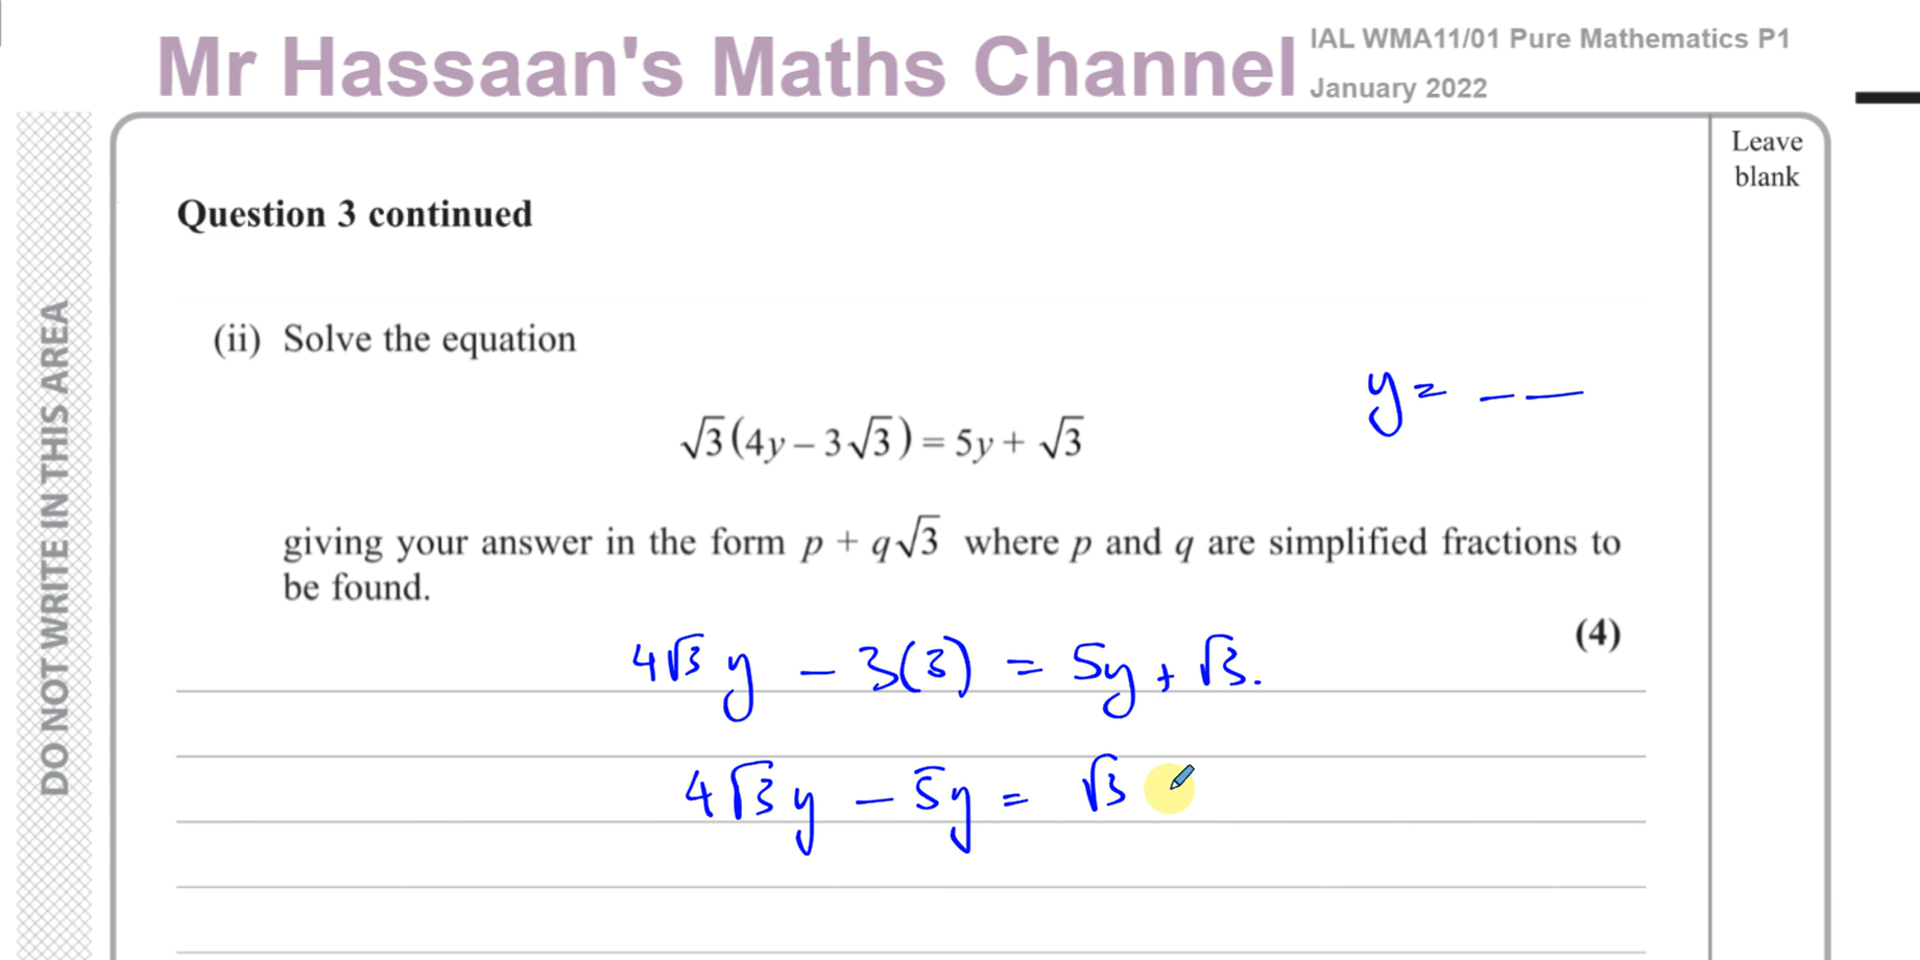 Mr Hassaan's Maths Channel
IAL WMA11/01 Pure Mathematics P1
January 2022
Leave
blank
DO NOT WRITE IN THIS AREA
Question 3 continued
(ii) Solve the equation
√3(4y – 3√3) = 5y + √3
y = — —
giving your answer in the form p + q√3 where p and q are simplified fractions to
be found.
(4)
4√3 y – 3(3) = 5y + √3.
4√3 y – 5y = √3